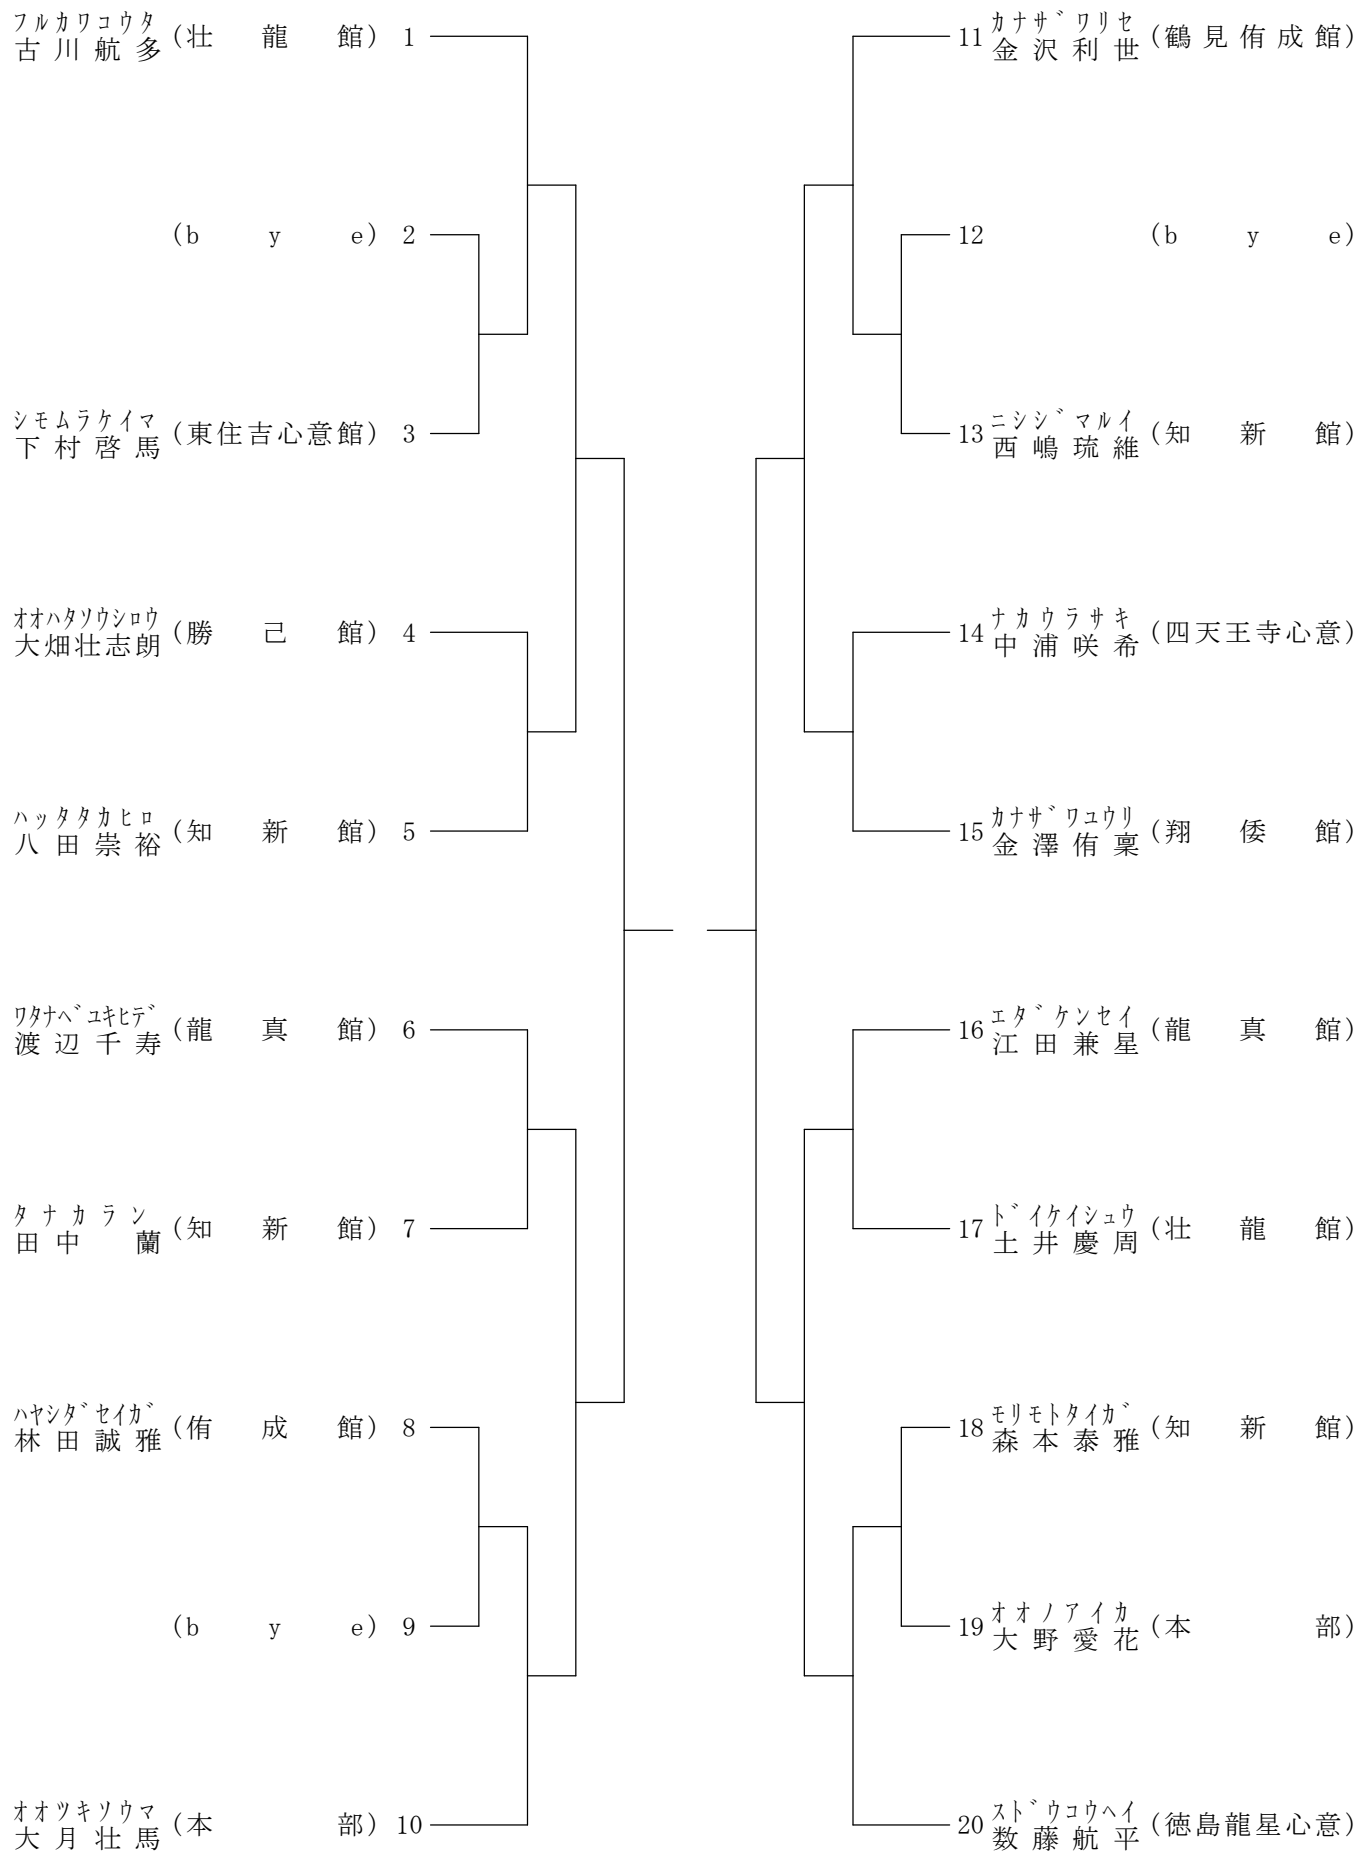 フルカワコウタ
古川航多 (壮龍館) 1
(bye) 2
シモムラケイマ
下村啓馬 (東住吉心意館) 3
オオハタソウシロウ
大畑壮志朗 (勝己館) 4
ハッタタカヒロ
八田崇裕 (知新館) 5
ワタナベユキヒデ
渡辺千寿 (龍真館) 6
タナカラン
田中蘭 (知新館) 7
ハヤシダセイガ
林田誠雅 (侑成館) 8
(bye) 9
オオツキソウマ
大月壮馬 (本部) 10
カナザワリセ
11 金沢利世 (鶴見侑成館)
12 (bye)
ニシジマルイ
13 西嶋琉維 (知新館)
ナカウラサキ
14 中浦咲希 (四天王寺心意)
カナザワユウリ
15 金澤侑稟 (翔倭館)
エダケンセイ
16 江田兼星 (龍真館)
ドイケイシュウ
17 土井慶周 (壮龍館)
モリモトタイガ
18 森本泰雅 (知新館)
オオノアイカ
19 大野愛花 (本部)
スドウコウヘイ
20 数藤航平 (徳島龍星心意)